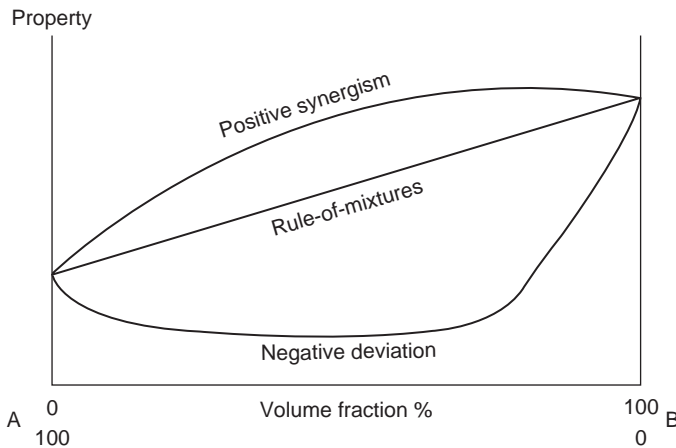 Property
Positive synergism
Rule-of-mixtures
Negative deviation
0 Volume fraction % 100
A B
100 0